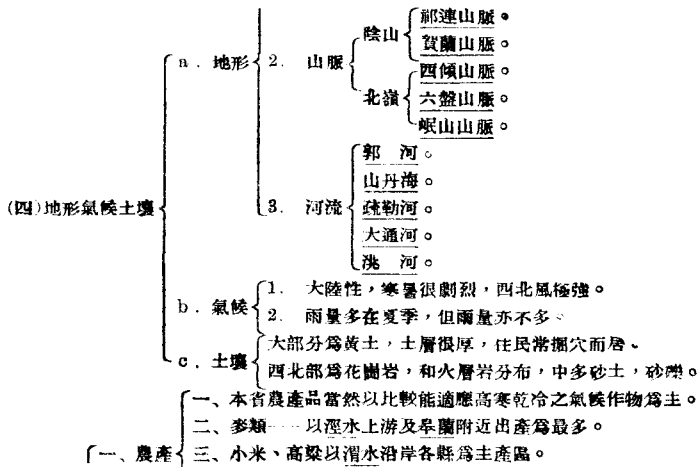 陰山
祁連山脈。
賀蘭山脈。
a．地形
2．山脈
西傾山脈。
北嶺
六盤山脈。
岷山山脈。
郭　河。
山丹海。
(四)地形氣候土壤
3．河流
疏勒河。
大通河。
洮　河。
b．氣候
1．大陸性，寒暑很劇烈，西北風極強。
2．雨量多在夏季，但雨量亦不多。
c．土壤
大部分爲黃土，土層很厚，住民常掘穴而居。
西北部爲花崗岩，和火層岩分布，中多砂土，砂礫。
一、本省農產品當然以比較能適應高寒乾冷之氣候作物爲主。
二、麥類……以涇水上游及皋蘭附近出產爲最多。
一、農產
三、小米、高粱以渭水沿岸各縣爲主產區。